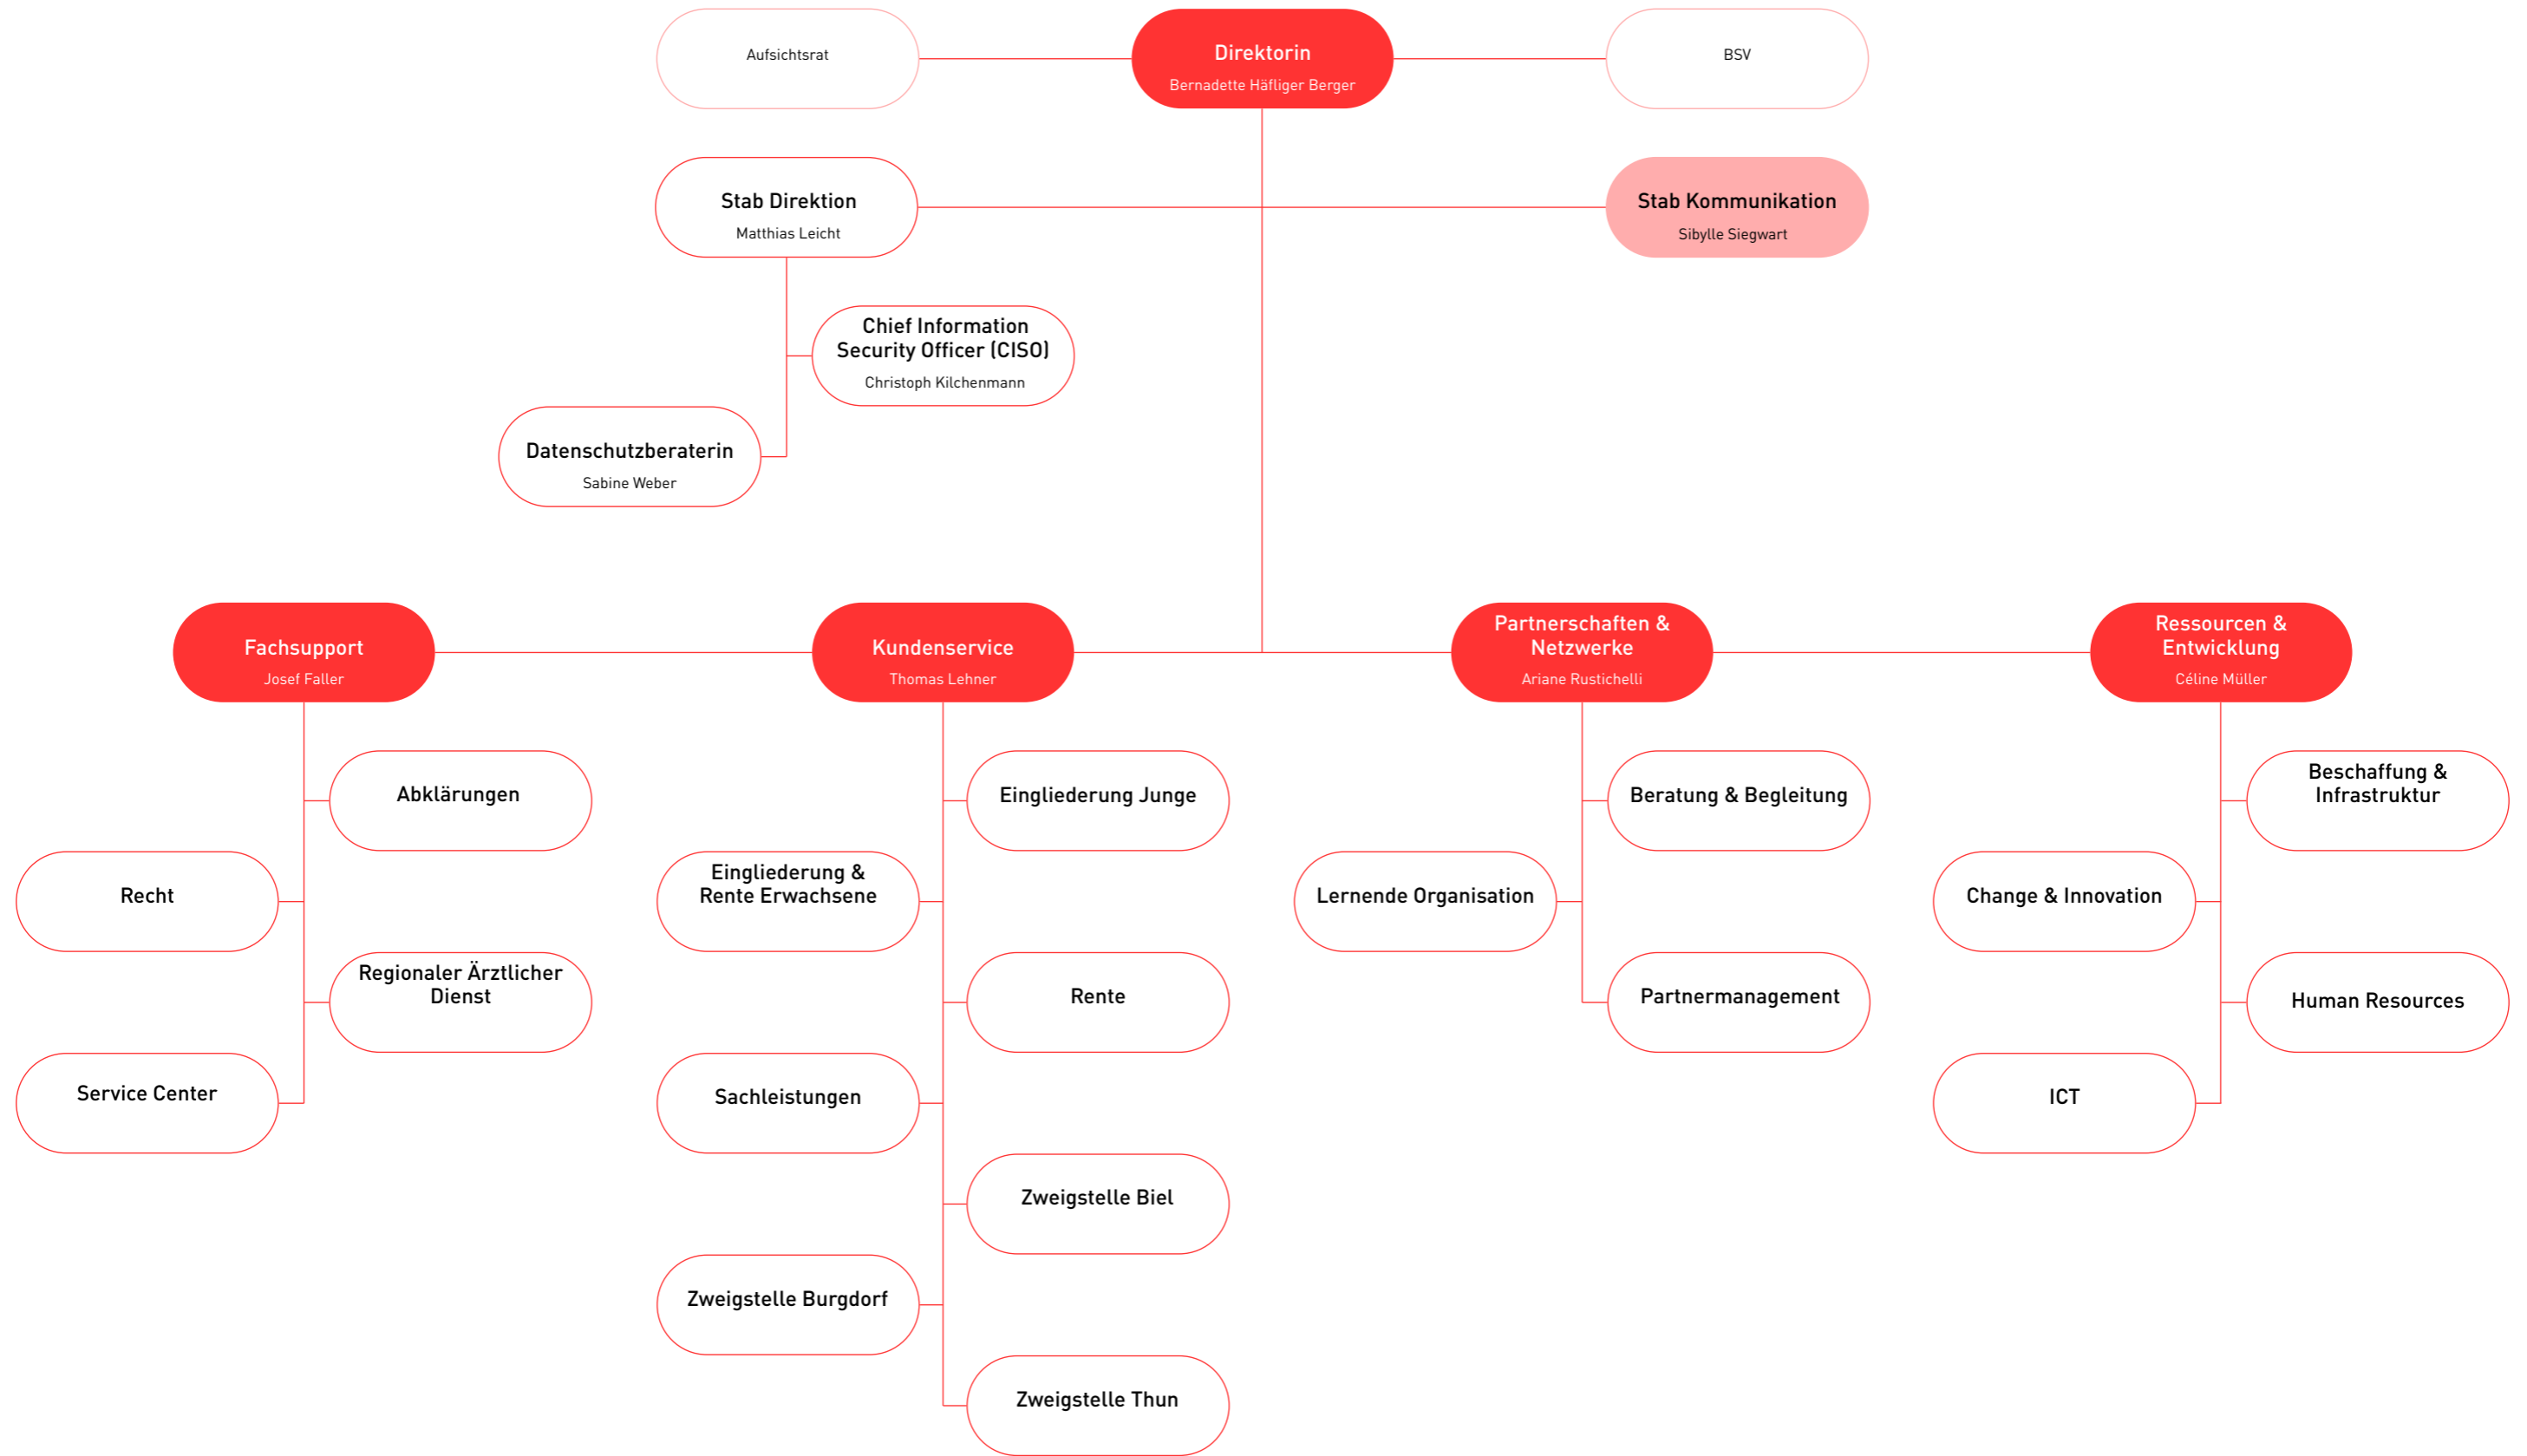 Aufsichtsrat
Direktorin
Bernadette Häfliger Berger
BSV
Stab Direktion
Matthias Leicht
Stab Kommunikation
Sibylle Siegwart
Chief Information
Security Officer (CISO)
Christoph Kilchenmann
Datenschutzberaterin
Sabine Weber
Fachsupport
Josef Faller
Kundenservice
Thomas Lehner
Partnerschaften &
Netzwerke
Ariane Rustichelli
Ressourcen &
Entwicklung
Céline Müller
Abklärungen
Recht
Regionaler Ärztlicher
Dienst
Service Center
Eingliederung Junge
Eingliederung &
Rente Erwachsene
Rente
Sachleistungen
Zweigstelle Biel
Zweigstelle Burgdorf
Zweigstelle Thun
Beratung & Begleitung
Lernende Organisation
Partnermanagement
Beschaffung &
Infrastruktur
Change & Innovation
Human Resources
ICT